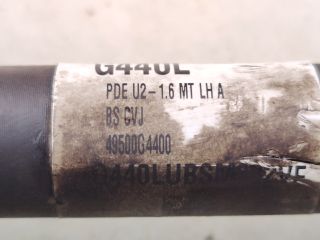 G440L
PDE U2-1.6 MT LH A
BS CVJ
49500G4400